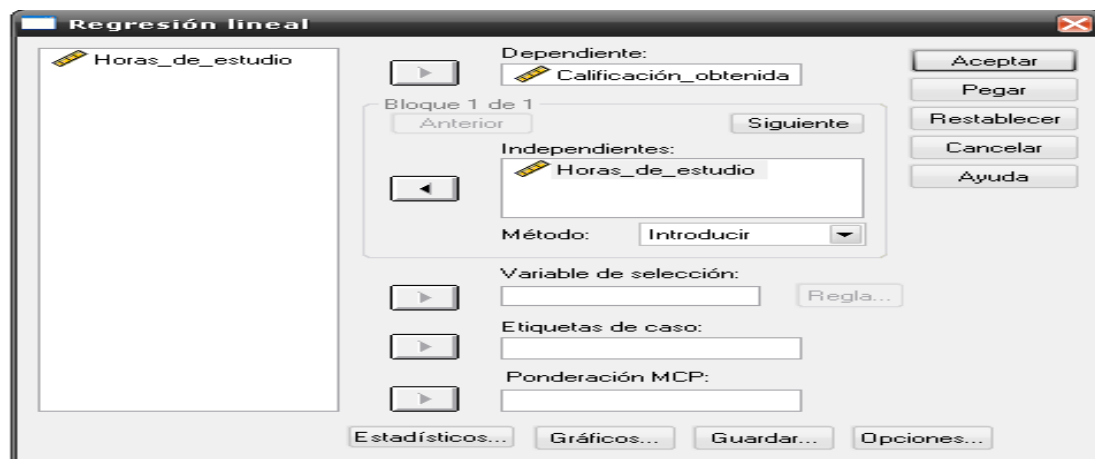 Regresión lineal
Horas_de_estudio
Dependiente:
Calificación_obtenida
Bloque 1 de 1
Anterior
Siguiente
Independientes:
Horas_de_estudio
Método:
Introducir
Variable de selección:
Regla...
Etiquetas de caso:
Ponderación MCP:
Estadísticos...
Gráficos...
Guardar...
Opciones...
Aceptar
Pegar
Restablecer
Cancelar
Ayuda